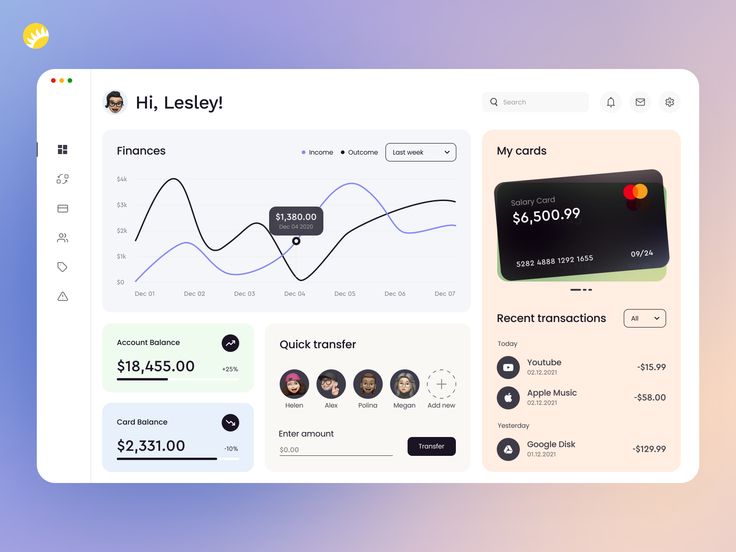 Hi, Lesley!
Search
Finances
Income
Outcome
Last week
$4k
$3k
$2k
$1k
$0
$1,380.00
Dec 04 2020
Dec 01
Dec 02
Dec 03
Dec 04
Dec 05
Dec 06
Dec 07
Account Balance
$18,455.00
+25%
Card Balance
$2,331.00
-10%
Quick transfer
Helen
Alex
Polina
Megan
Add new
Enter amount
$0.00
Transfer
My cards
Salary Card
$6,500.99
5282 4888 1292 1655
09/24
Recent transactions
All
Today
Youtube
02.12.2021
-$15.99
Apple Music
02.12.2021
-$58.00
Yesterday
Google Disk
01.12.2021
-$129.99